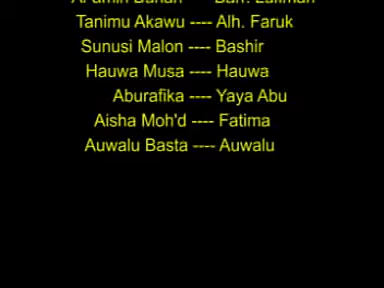 Tanimu Akawu ---- Alh. Faruk
Sunusi Malon ---- Bashir
Hauwa Musa ---- Hauwa
Aburafika ---- Yaya Abu
Aisha Moh'd ---- Fatima
Auwalu Basta ---- Auwalu